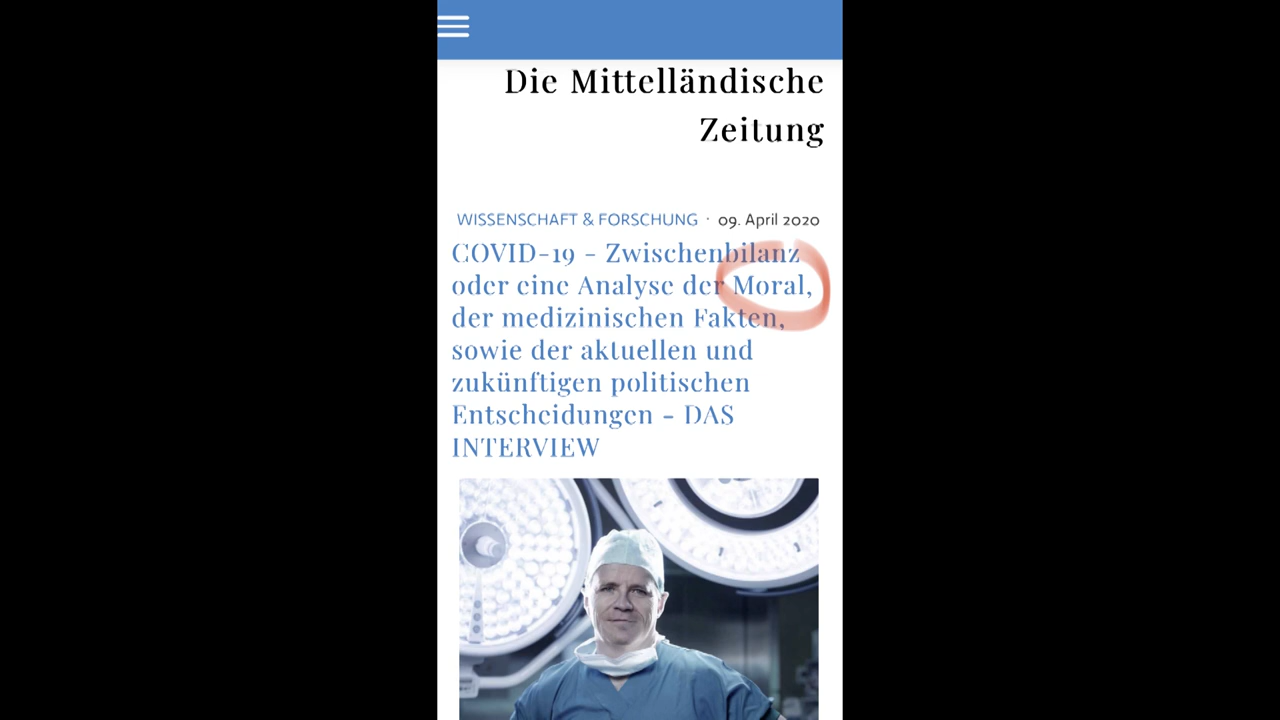 Die Mittelländische
Zeitung
WISSENSCHAFT & FORSCHUNG · 09. April 2020
COVID-19 - Zwischenbilanz
oder eine Analyse der Moral,
der medizinischen Fakten,
sowie der aktuellen und
zukünftigen politischen
Entscheidungen - DAS
INTERVIEW